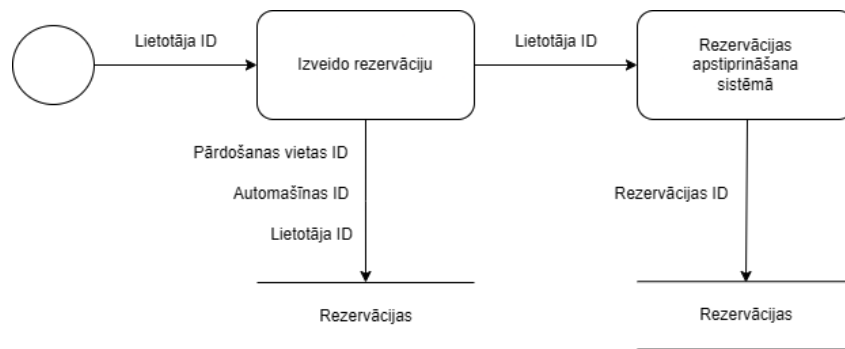 Lietotāja ID
Izveido rezervāciju
Lietotāja ID
Rezervācijas
apstiprināšana
sistēmā
Pārdošanas vietas ID
Automašīnas ID
Lietotāja ID
Rezervācijas ID
Rezervācijas
Rezervācijas